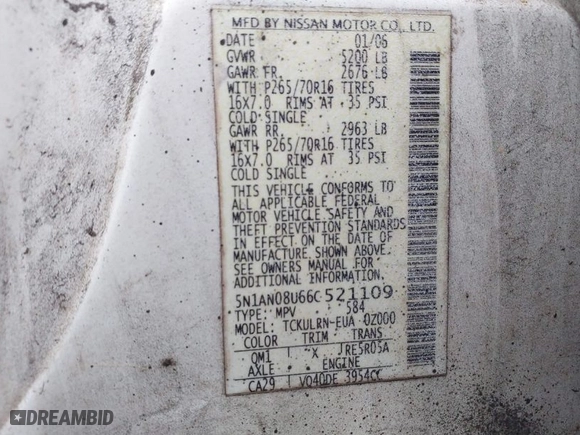 MFD BY NISSAN MOTOR CO., LTD.
DATE 01/06
GVWR 5200 LB
GAWR FR. 2676 LB
WITH P265/70R16 TIRES
16X7.0 RIMS AT 35 PSI
COLD SINGLE
GAWR RR 2963 LB
WITH P265/70R16 TIRES
16X7.0 RIMS AT 35 PSI
COLD SINGLE
THIS VEHICLE CONFORMS TO
ALL APPLICABLE FEDERAL
MOTOR VEHICLE SAFETY AND
THEFT PREVENTION STANDARDS
IN EFFECT ON THE DATE OF
MANUFACTURE SHOWN ABOVE.
SEE OWNERS MANUAL FOR
ADDITIONAL INFORMATION.
5N1AN08U66C521109
TYPE: MPV 584
MODEL: TCKULRN-EUA 0Z000
COLOR TRIM TRANS
QM1 X JRE5R05A
AXLE ENGINE
CA29 VQ40DE 3954CC
DREAMBID